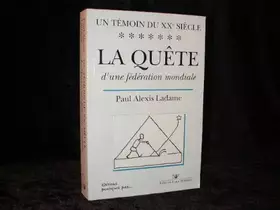 UN TÉMOIN DU XXᵉ SIÈCLE
* * * * * * *
LA QUÊTE
d'une fédération mondiale
Paul Alexis Ladame